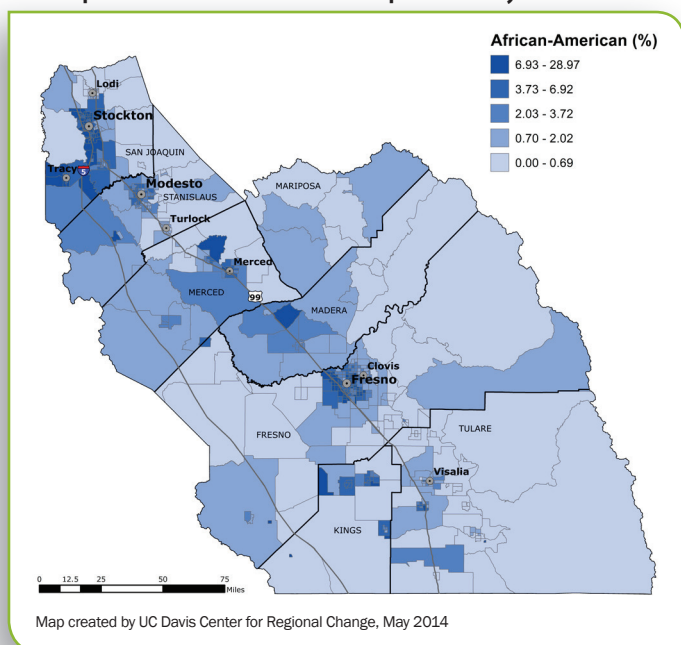 African-American (%)
6.93 - 28.97
3.73 - 6.92
2.03 - 3.72
0.70 - 2.02
0.00 - 0.69
Lodi
Stockton
SAN JOAQUIN
Tracy
5
Modesto
STANISLAUS
MARIPOSA
Turlock
Merced
MERCED
99
MADERA
Clovis
Fresno
FRESNO
TULARE
Visalia
KINGS
0 12.5 25 50 75
Miles
Map created by UC Davis Center for Regional Change, May 2014